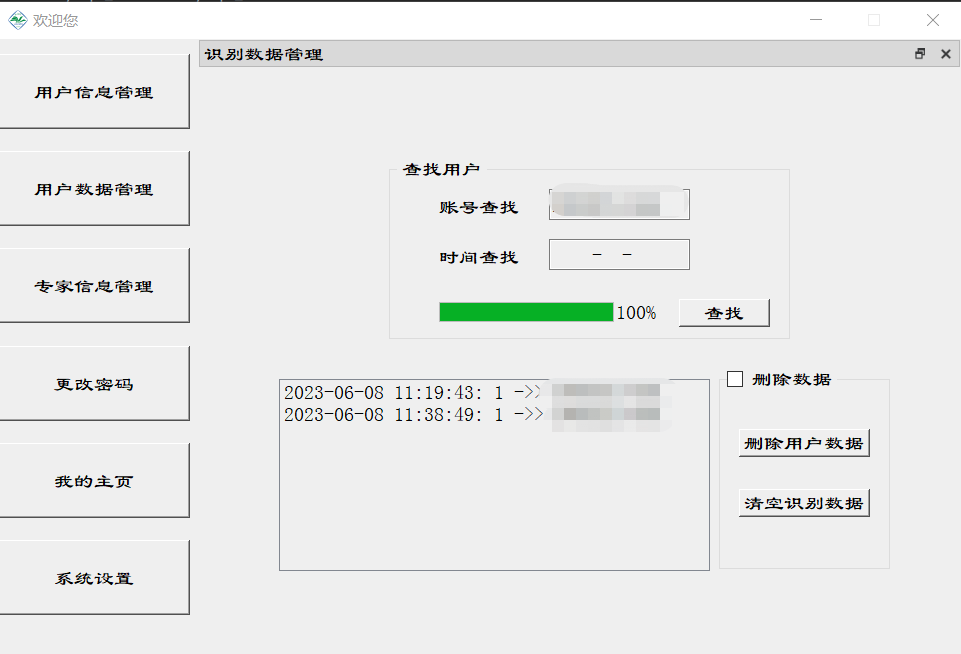 欢迎您
识别数据管理
用户信息管理
用户数据管理
专家信息管理
更改密码
我的主页
系统设置
查找用户
账号查找
时间查找
- -
100%
查找
2023-06-08 11:19:43: 1 ->>
2023-06-08 11:38:49: 1 ->>
删除数据
删除用户数据
清空识别数据